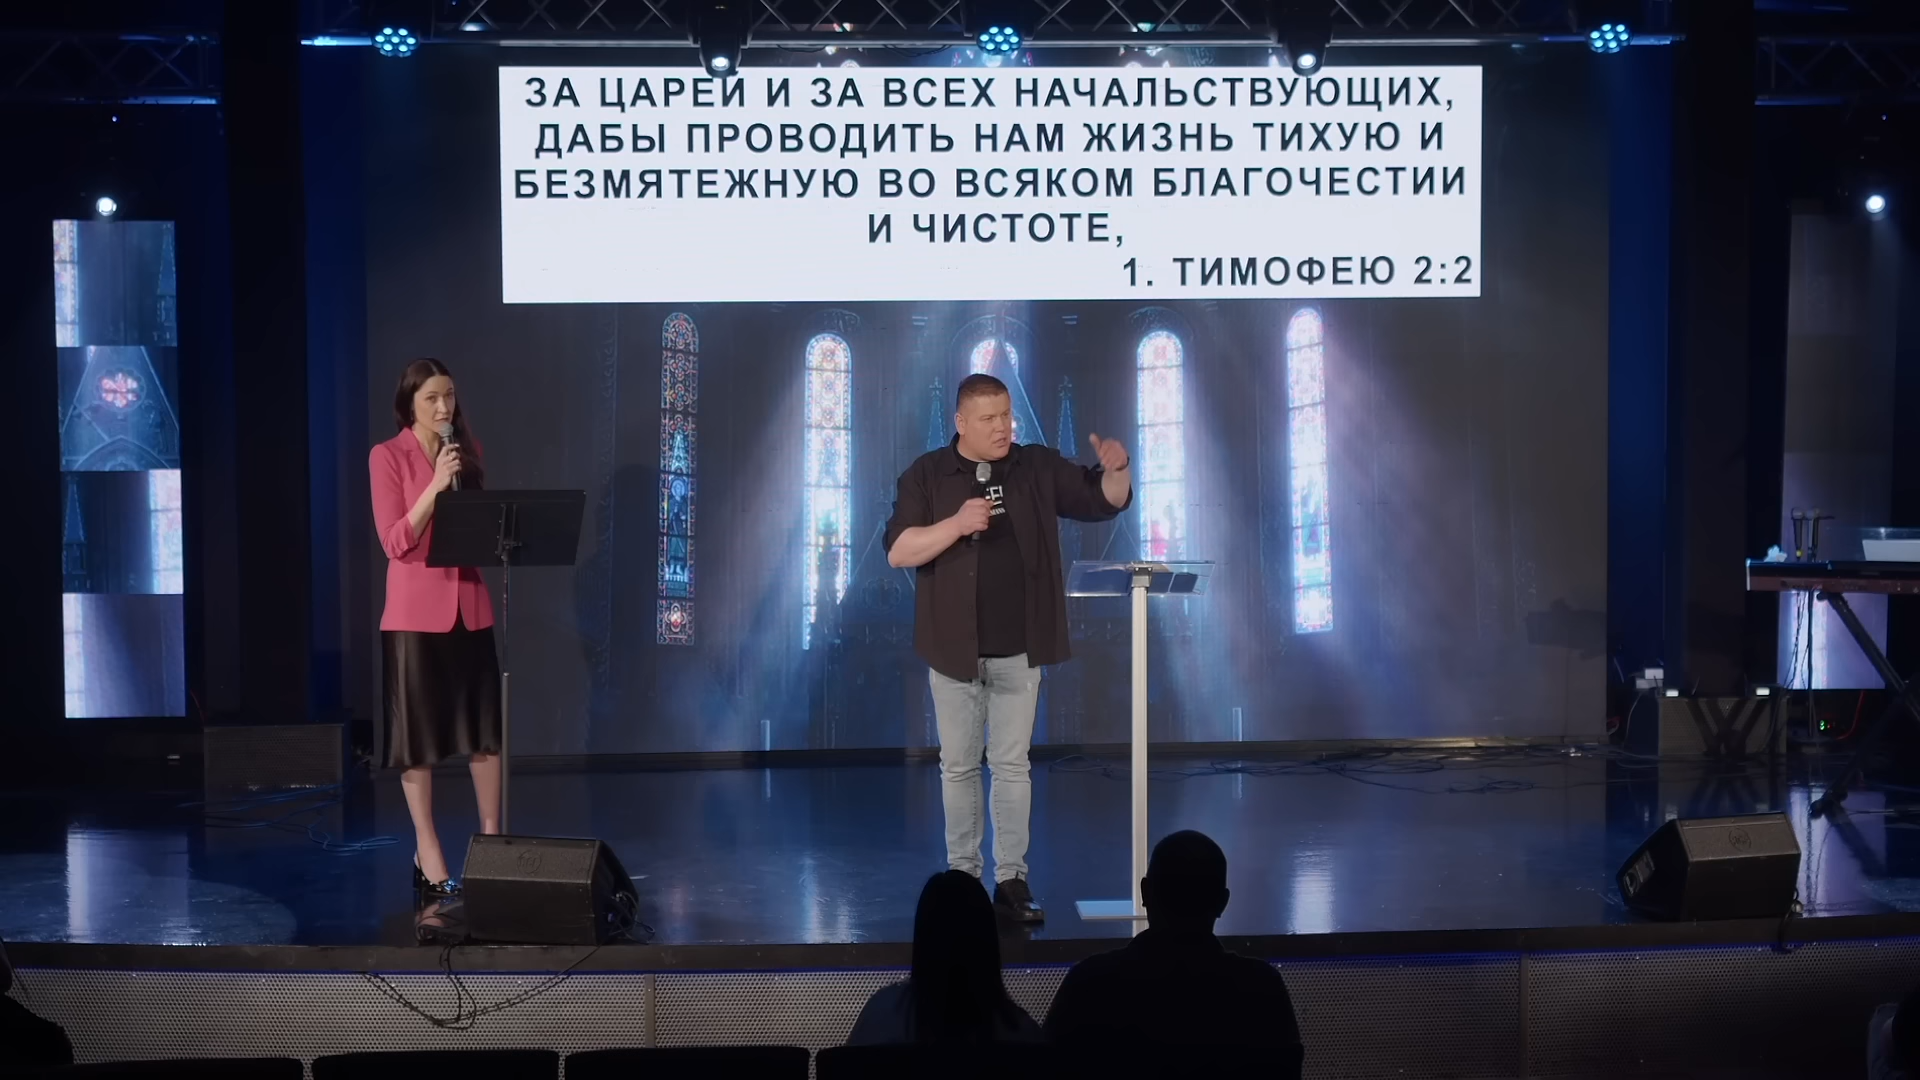 ЗА ЦАРЕЙ И ЗА ВСЕХ НАЧАЛЬСТВУЮЩИХ,
ДАБЫ ПРОВОДИТЬ НАМ ЖИЗНЬ ТИХУЮ И
БЕЗМЯТЕЖНУЮ ВО ВСЯКОМ БЛАГОЧЕСТИИ
И ЧИСТОТЕ,
1. ТИМОФЕЮ 2:2